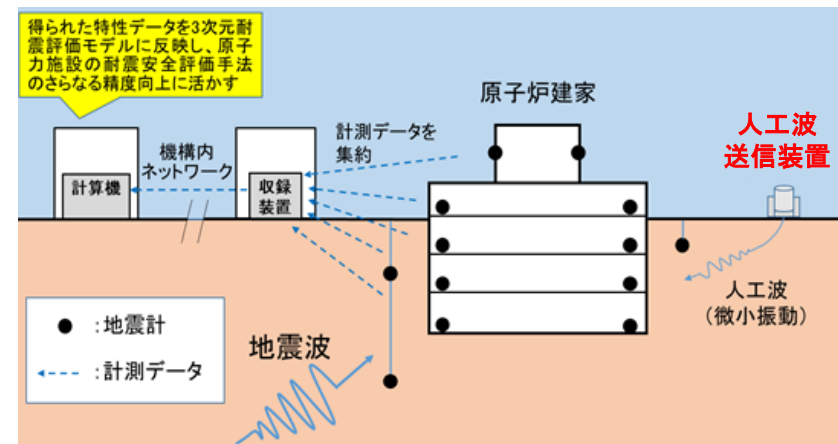 得られた特性データを3次元耐
震評価モデルに反映し、原子
力施設の耐震安全評価手法
のさらなる精度向上に活かす
原子炉建家
人工波
送信装置
計測データを
集約
機構内
ネットワーク
計算機
収録
装置
人工波
（微小振動）
：地震計
：計測データ
地震波